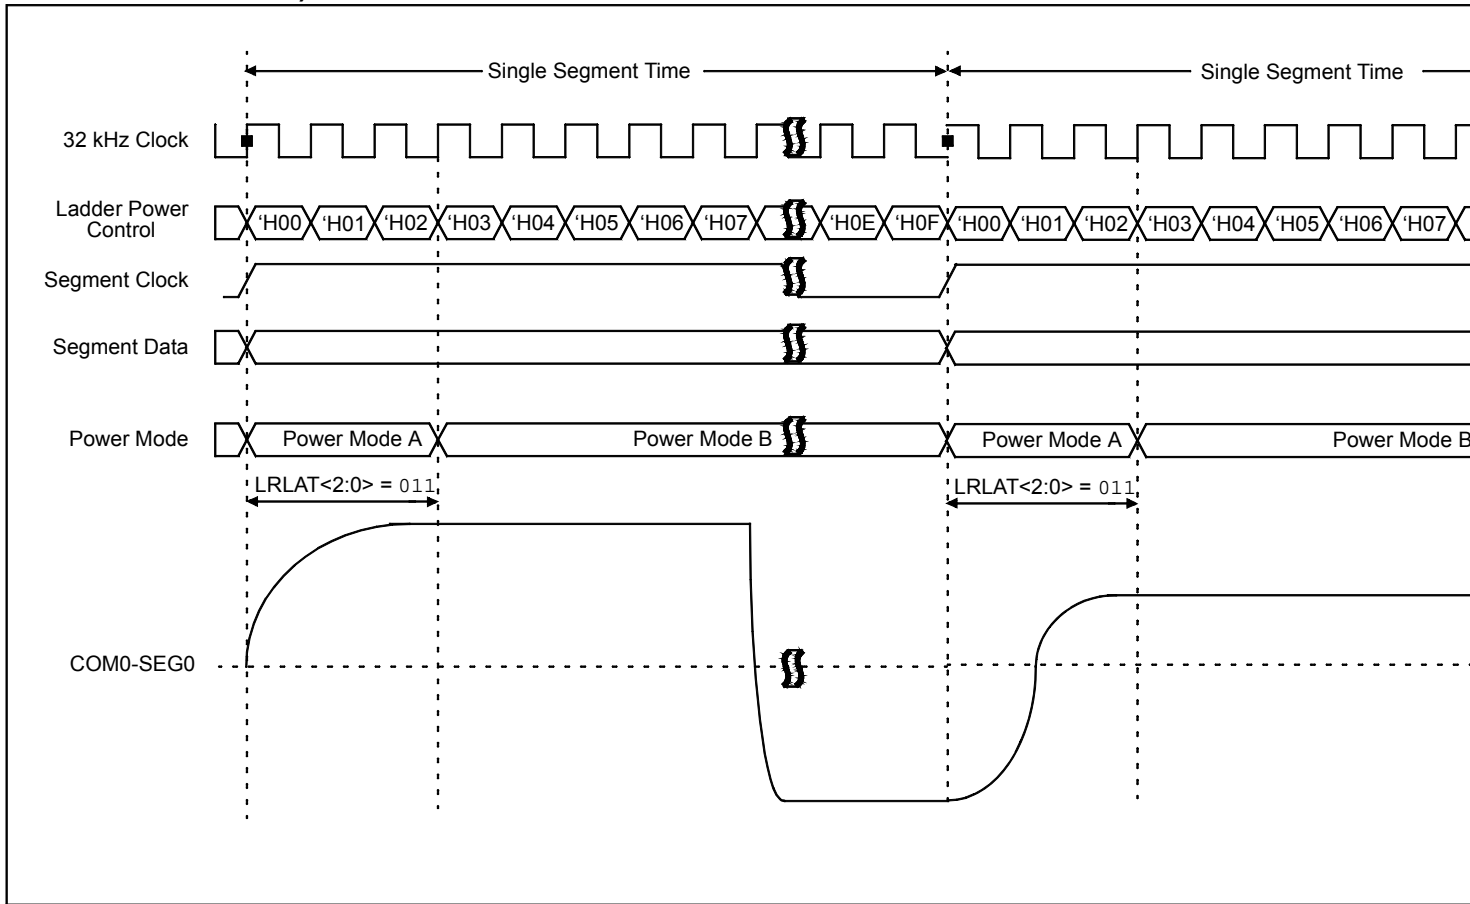 Single Segment Time Single Segment Time
32 kHz Clock
Ladder Power
Control
‘H00 ‘H01 ‘H02 ‘H03 ‘H04 ‘H05 ‘H06 ‘H07 ‘H0E ‘H0F ‘H00 ‘H01 ‘H02 ‘H03 ‘H04 ‘H05 ‘H06 ‘H07
Segment Clock
Segment Data
Power Mode Power Mode A Power Mode B Power Mode A Power Mode B
LRLAT<2:0> = 011 LRLAT<2:0> = 011
COM0-SEG0